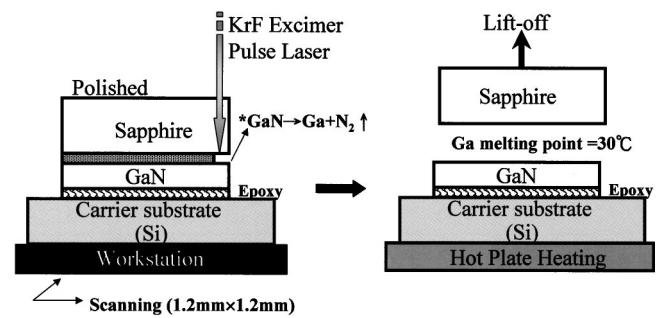 KrF Excimer
Pulse Laser
Polished
Sapphire
*GaN→Ga+N₂↑
GaN
Epoxy
Carrier substrate
(Si)
Workstation
Scanning (1.2mm×1.2mm)
Lift-off
Sapphire
Ga melting point =30℃
GaN
Epoxy
Carrier substrate
(Si)
Hot Plate Heating